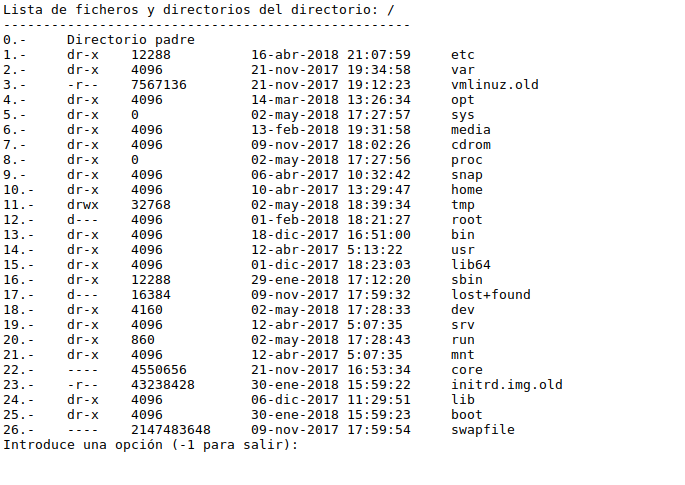 Lista de ficheros y directorios del directorio: /
---------------------------------------------------
0.-     Directorio padre
1.-     dr-x    12288          16-abr-2018 21:07:59     etc
2.-     dr-x    4096           21-nov-2017 19:34:58     var
3.-     -r--    7567136        21-nov-2017 19:12:23     vmlinuz.old
4.-     dr-x    4096           14-mar-2018 13:26:34     opt
5.-     dr-x    0              02-may-2018 17:27:57     sys
6.-     dr-x    4096           13-feb-2018 19:31:58     media
7.-     dr-x    4096           09-nov-2017 18:02:26     cdrom
8.-     dr-x    0              02-may-2018 17:27:56     proc
9.-     dr-x    4096           06-abr-2017 10:32:42     snap
10.-    dr-x    4096           10-abr-2017 13:29:47     home
11.-    drwx    32768          02-may-2018 18:39:34     tmp
12.-    d---    4096           01-feb-2018 18:21:27     root
13.-    dr-x    4096           18-dic-2017 16:51:00     bin
14.-    dr-x    4096           12-abr-2017 5:13:22      usr
15.-    dr-x    4096           01-dic-2017 18:23:03     lib64
16.-    dr-x    12288          29-ene-2018 17:12:20     sbin
17.-    d---    16384          09-nov-2017 17:59:32     lost+found
18.-    dr-x    4160           02-may-2018 17:28:33     dev
19.-    dr-x    4096           12-abr-2017 5:07:35      srv
20.-    dr-x    860            02-may-2018 17:28:43     run
21.-    dr-x    4096           12-abr-2017 5:07:35      mnt
22.-    ----    4550656        21-nov-2017 16:53:34     core
23.-    -r--    43238428       30-ene-2018 15:59:22     initrd.img.old
24.-    dr-x    4096           06-dic-2017 11:29:51     lib
25.-    dr-x    4096           30-ene-2018 15:59:23     boot
26.-    ----    2147483648     09-nov-2017 17:59:54     swapfile
Introduce una opción (-1 para salir):